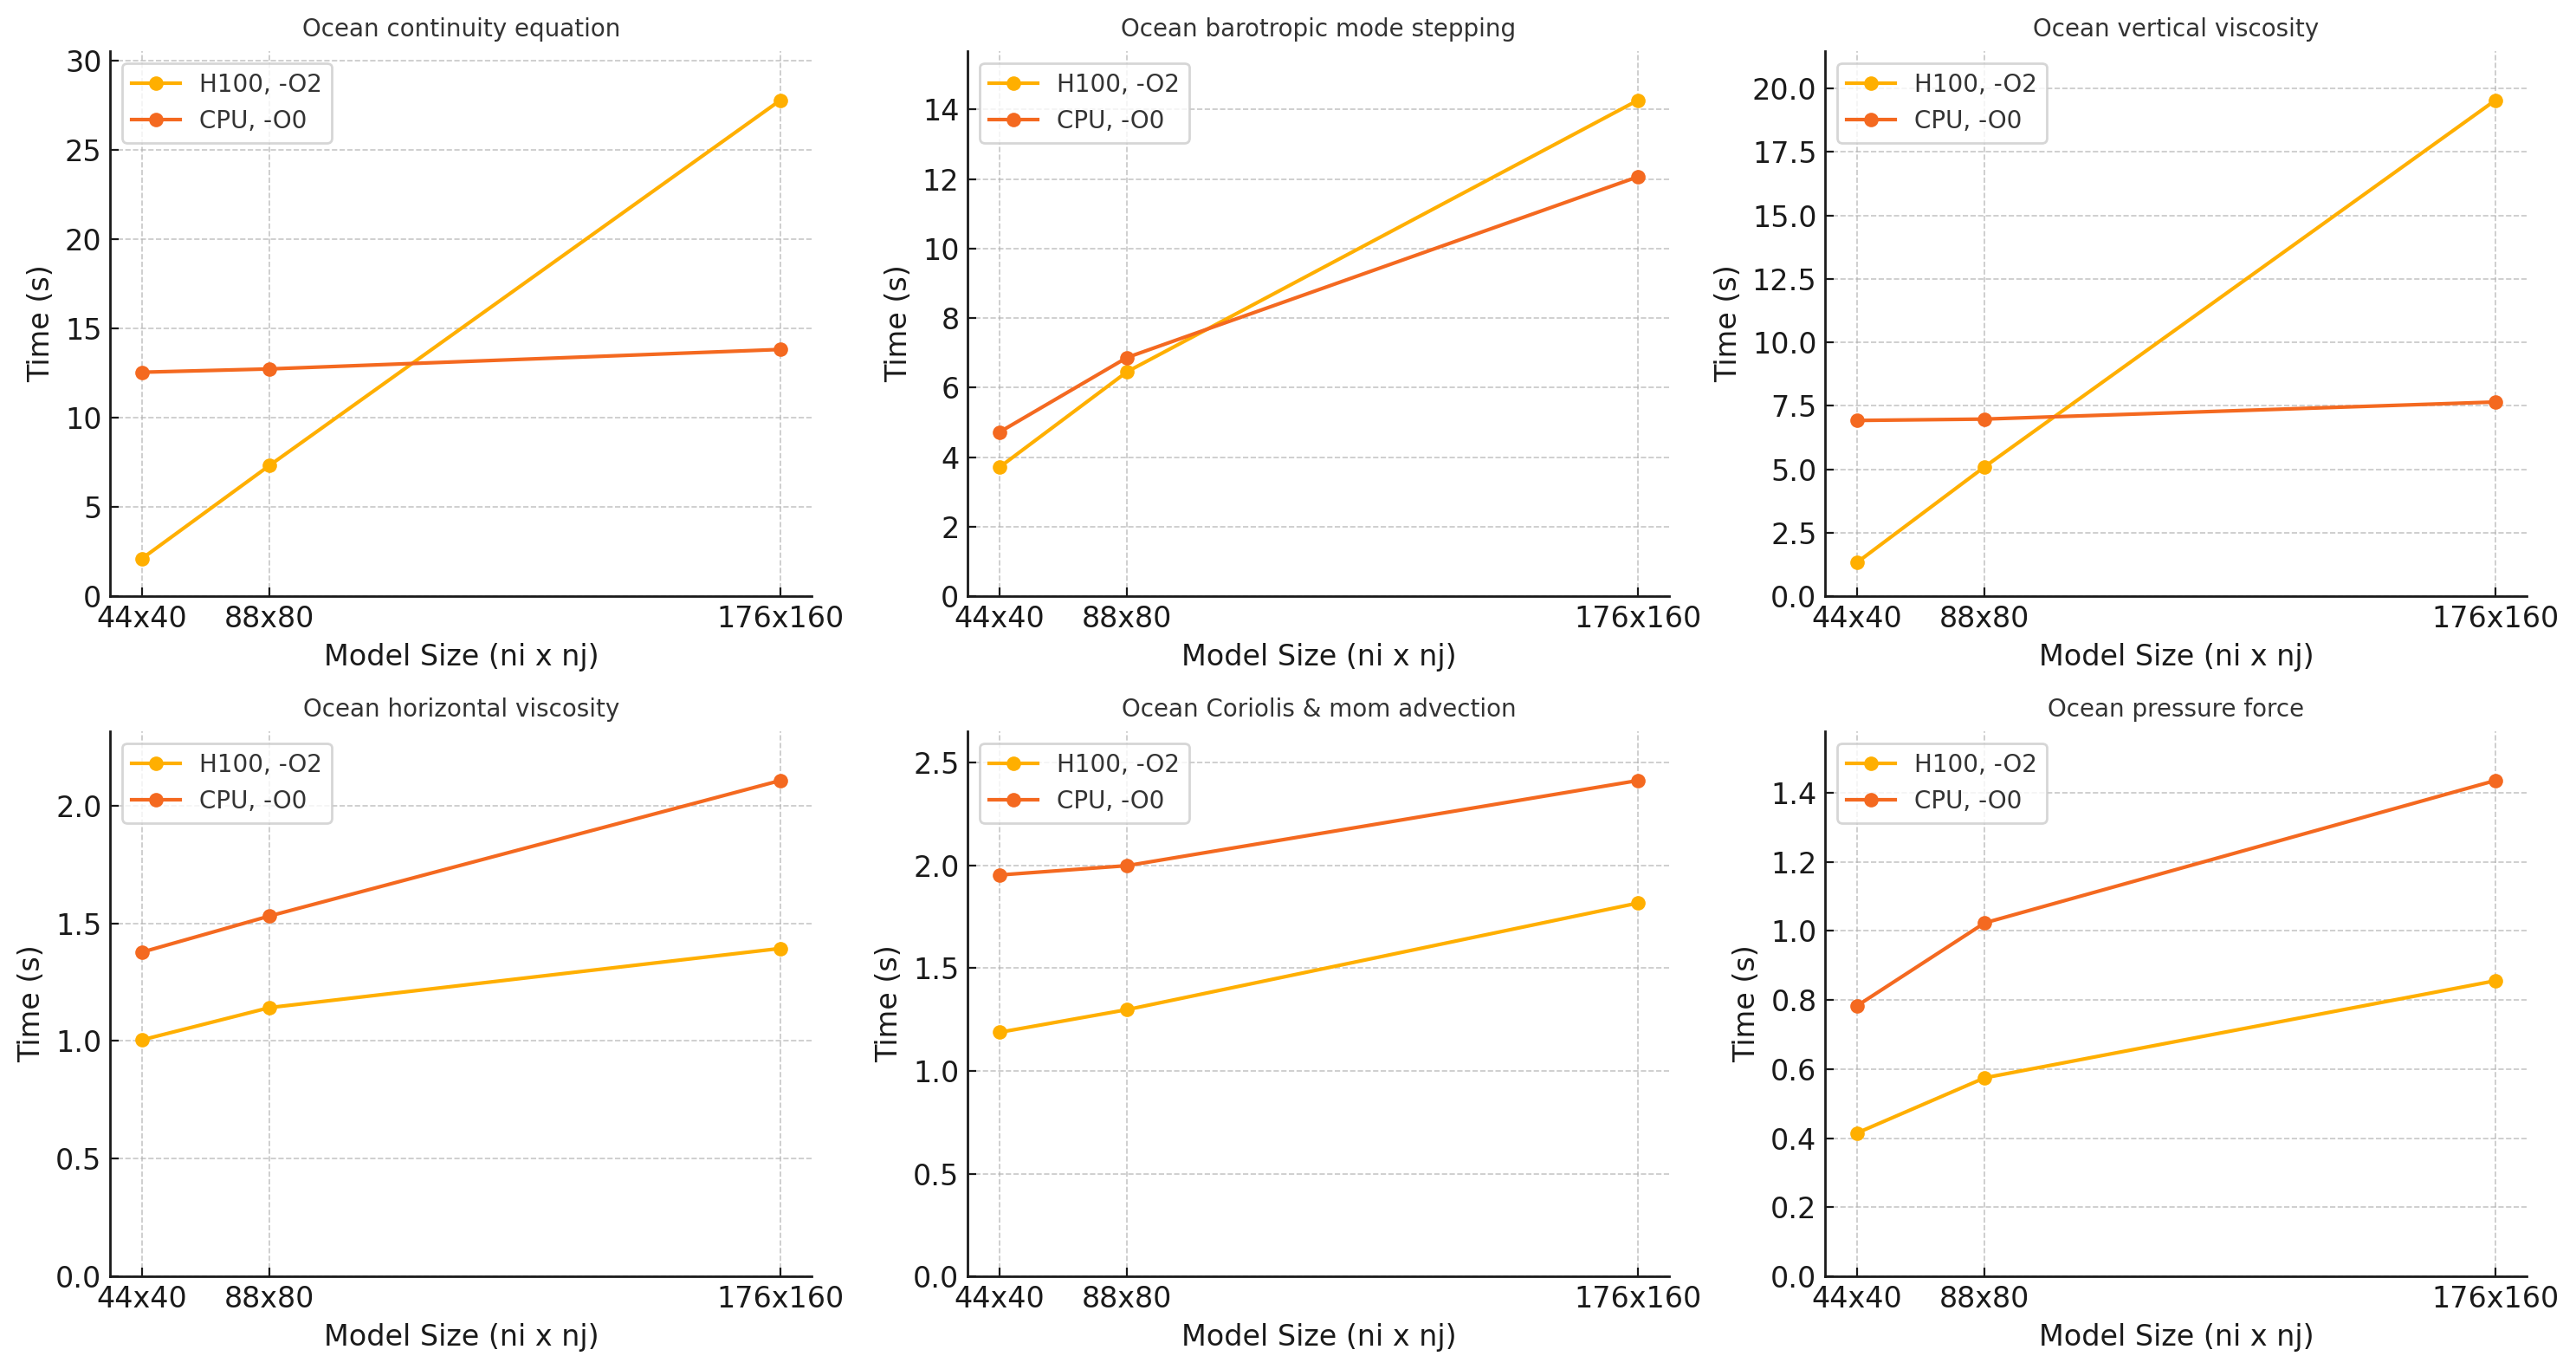 Ocean continuity equation
30
25
20
15
10
5
0
Time (s)
H100, -O2
CPU, -O0
44x40 88x80 176x160
Model Size (ni x nj)
Ocean barotropic mode stepping
14
12
10
8
6
4
2
0
Time (s)
H100, -O2
CPU, -O0
44x40 88x80 176x160
Model Size (ni x nj)
Ocean vertical viscosity
20.0
17.5
15.0
12.5
10.0
7.5
5.0
2.5
0.0
Time (s)
H100, -O2
CPU, -O0
44x40 88x80 176x160
Model Size (ni x nj)
Ocean horizontal viscosity
2.0
1.5
1.0
0.5
0.0
Time (s)
H100, -O2
CPU, -O0
44x40 88x80 176x160
Model Size (ni x nj)
Ocean Coriolis & mom advection
2.5
2.0
1.5
1.0
0.5
0.0
Time (s)
H100, -O2
CPU, -O0
44x40 88x80 176x160
Model Size (ni x nj)
Ocean pressure force
1.4
1.2
1.0
0.8
0.6
0.4
0.2
0.0
Time (s)
H100, -O2
CPU, -O0
44x40 88x80 176x160
Model Size (ni x nj)